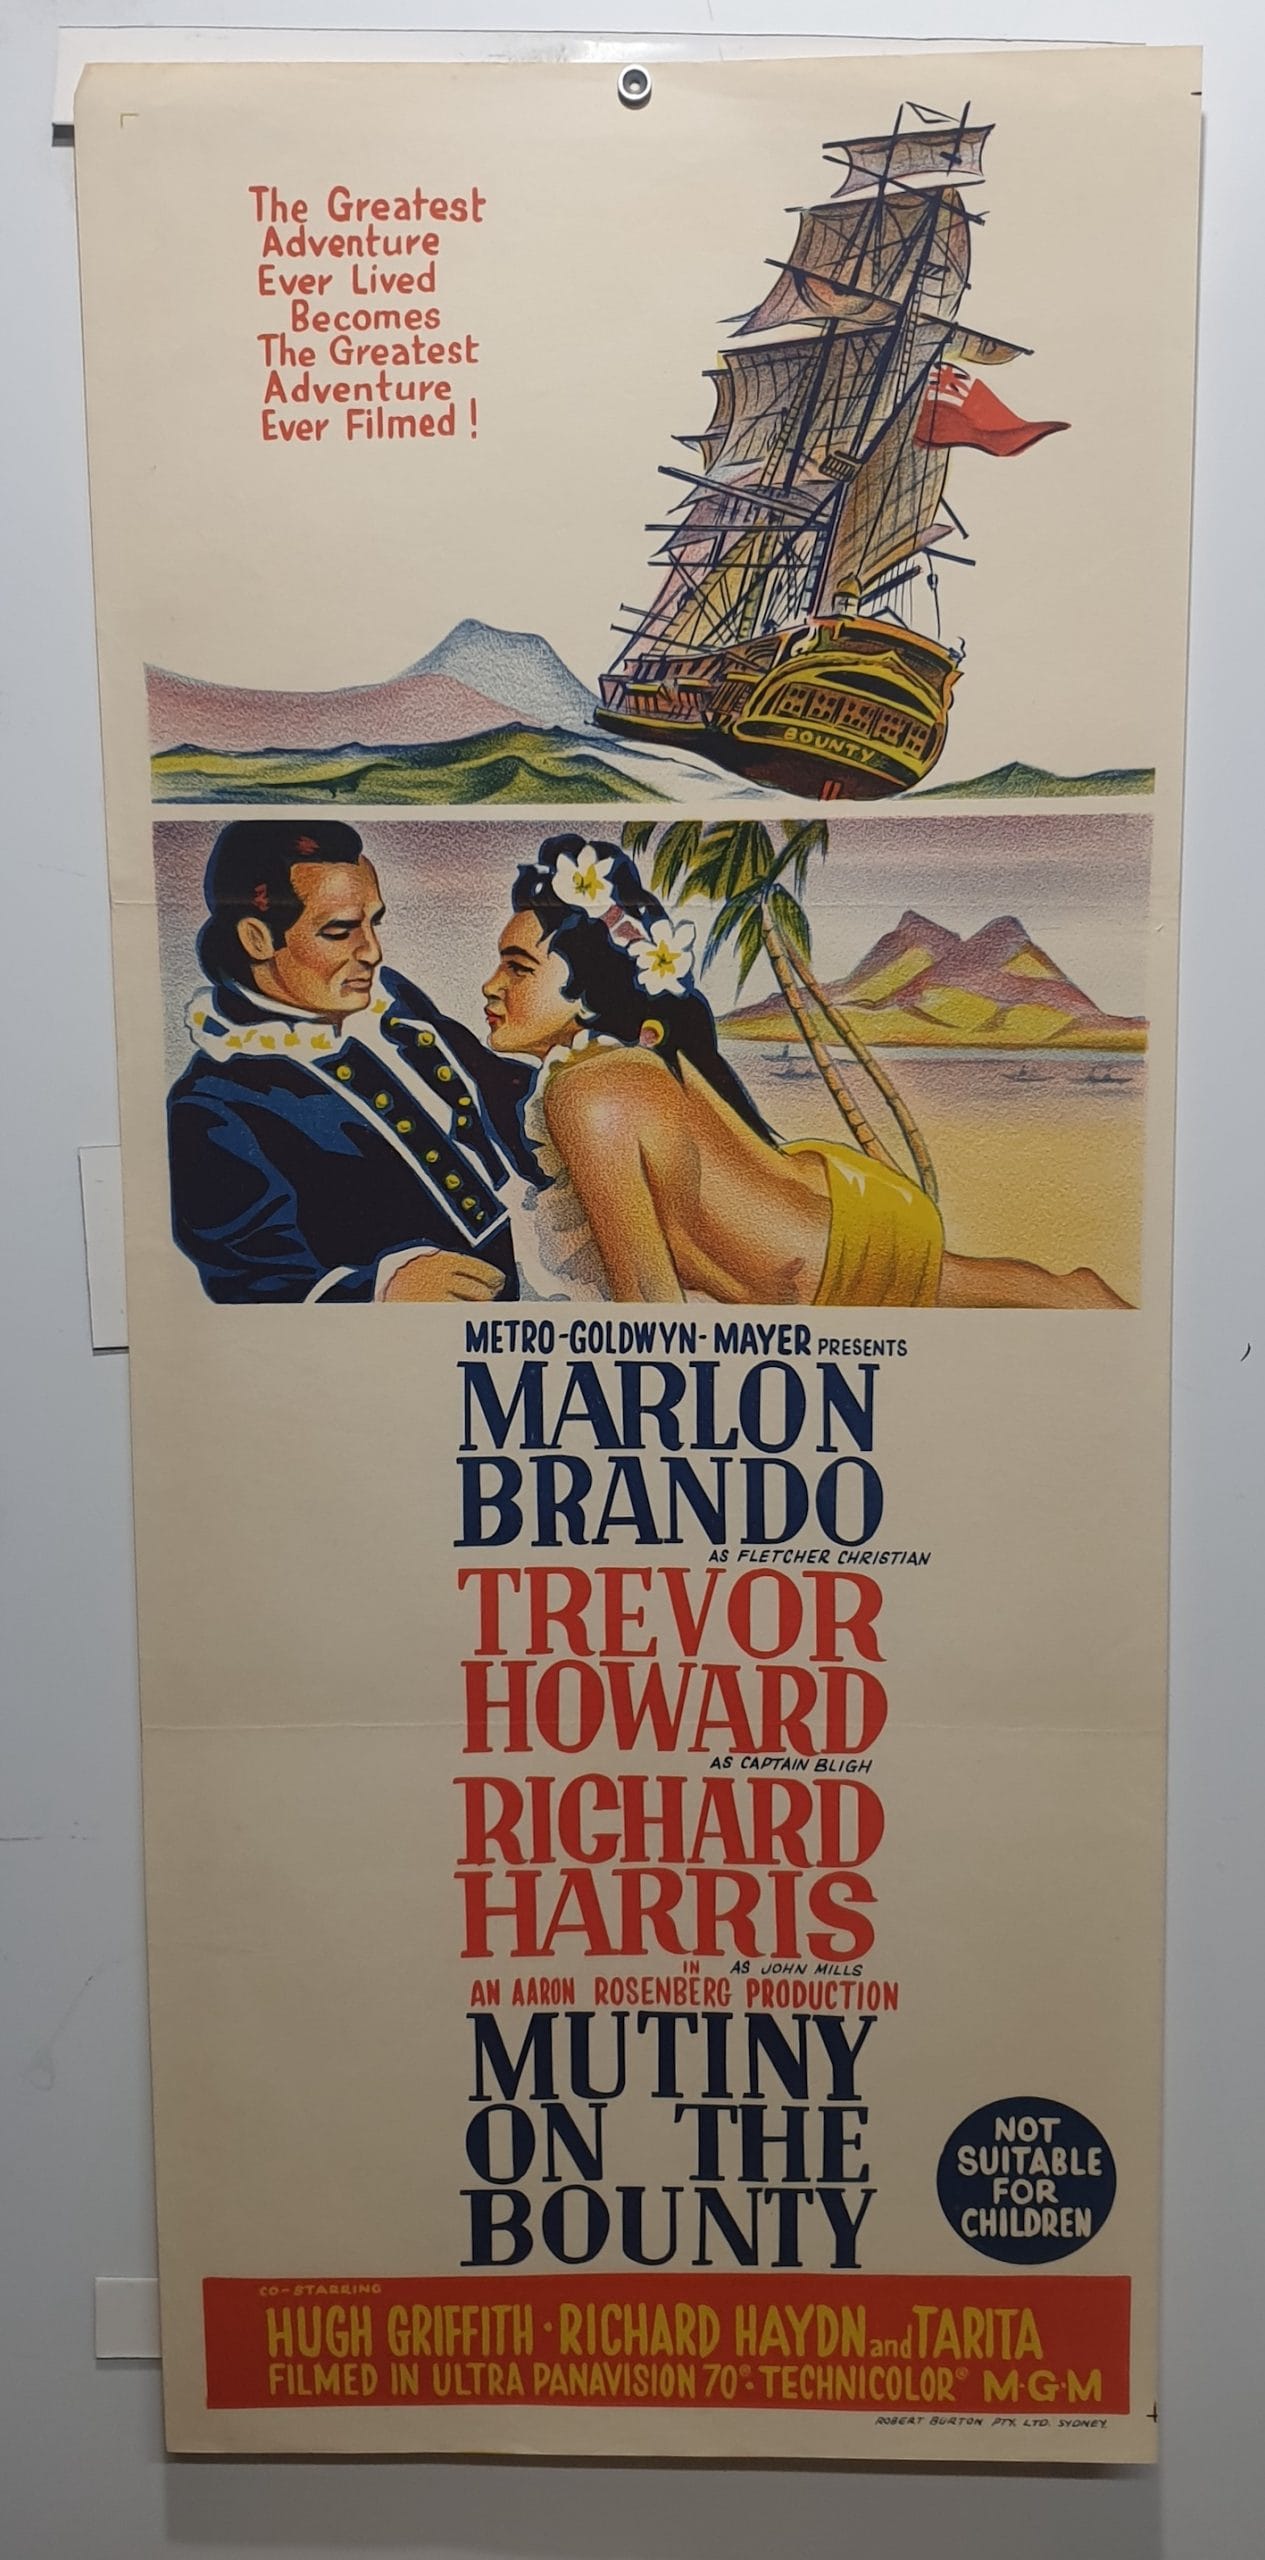 The Greatest
Adventure
Ever Lived
Becomes
The Greatest
Adventure
Ever Filmed!
BOUNTY
METRO-GOLDWYN-MAYER PRESENTS
MARLON
BRANDO
AS FLETCHER CHRISTIAN
TREVOR
HOWARD
AS CAPTAIN BLIGH
RICHARD
HARRIS
IN AS JOHN MILLS
AN AARON ROSENBERG PRODUCTION
MUTINY
ON THE
BOUNTY
NOT
SUITABLE
FOR
CHILDREN
CO-STARRING
HUGH GRIFFITH · RICHARD HAYDN and TARITA
FILMED IN ULTRA PANAVISION 70®: TECHNICOLOR® M·G·M
ROBERT BURTON PTY. LTD. SYDNEY.